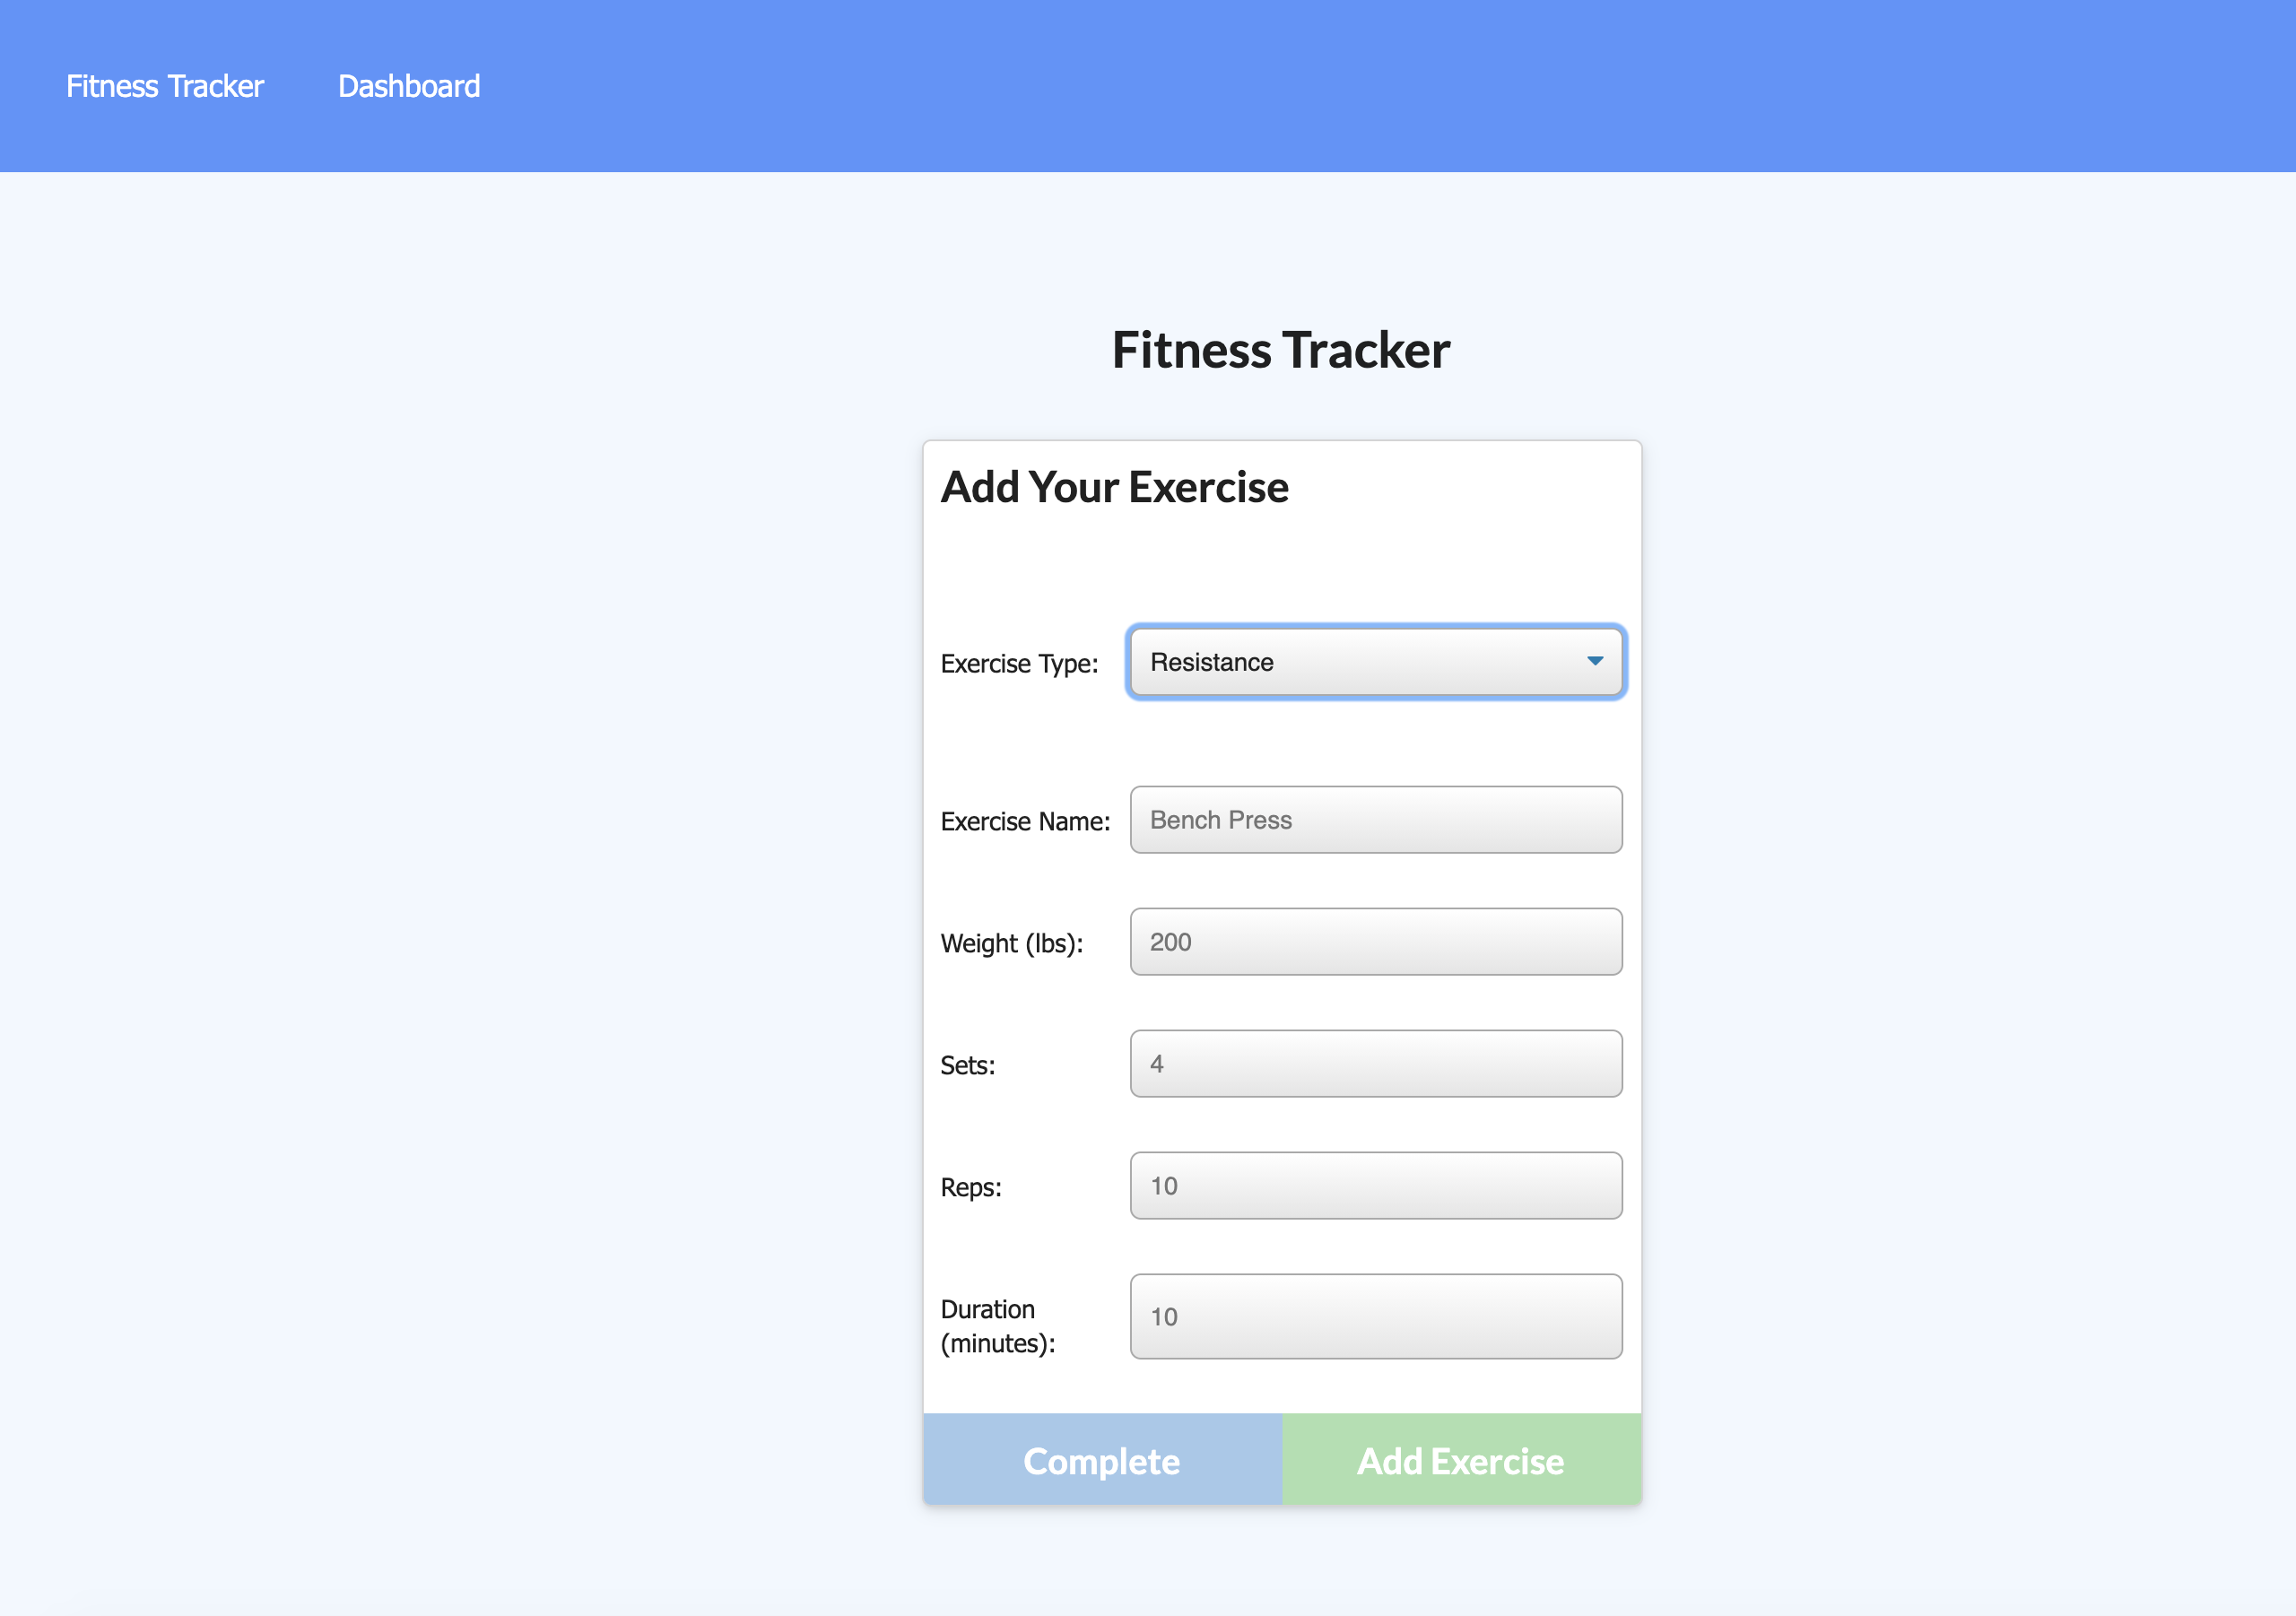 Fitness Tracker Dashboard
Fitness Tracker
Add Your Exercise
Exercise Type: Resistance
Exercise Name: Bench Press
Weight (lbs): 200
Sets: 4
Reps: 10
Duration
(minutes): 10
Complete Add Exercise